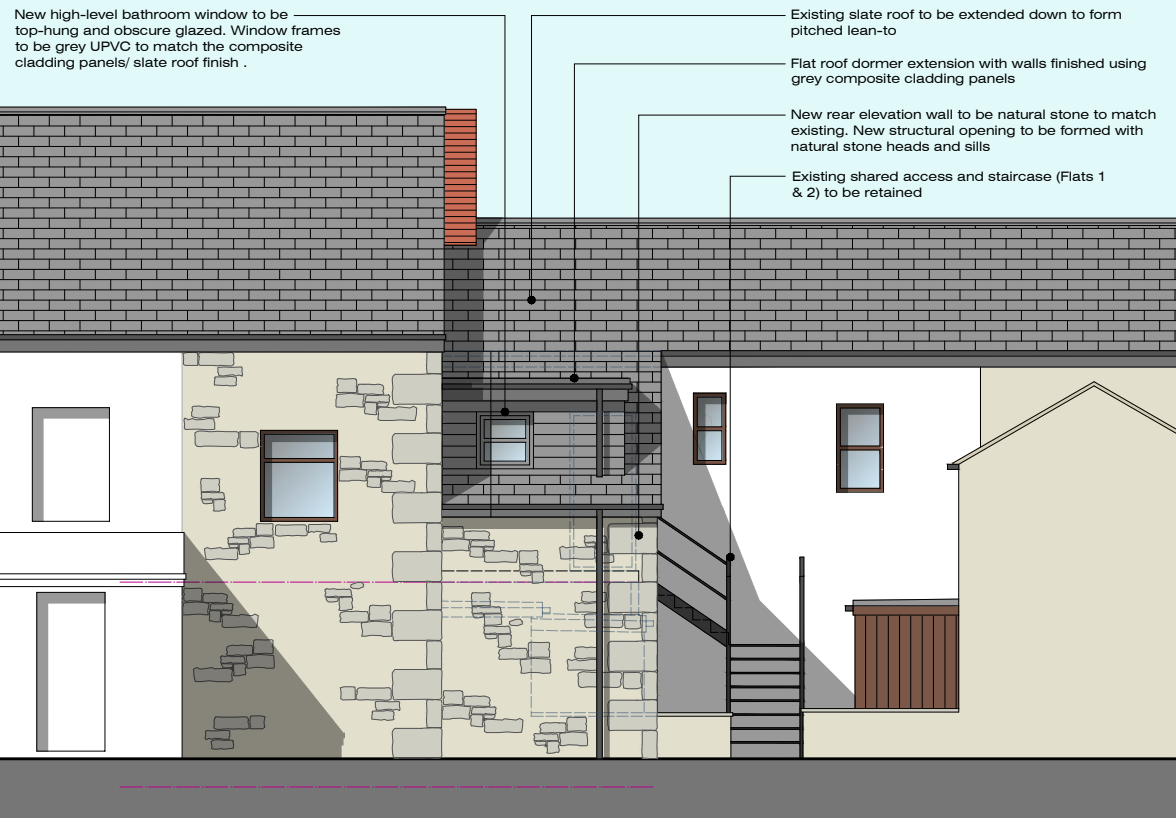 New high-level bathroom window to be
top-hung and obscure glazed. Window frames
to be grey UPVC to match the composite
cladding panels/ slate roof finish .
Existing slate roof to be extended down to form
pitched lean-to
Flat roof dormer extension with walls finished using
grey composite cladding panels
New rear elevation wall to be natural stone to match
existing. New structural opening to be formed with
natural stone heads and sills
Existing shared access and staircase (Flats 1
& 2) to be retained